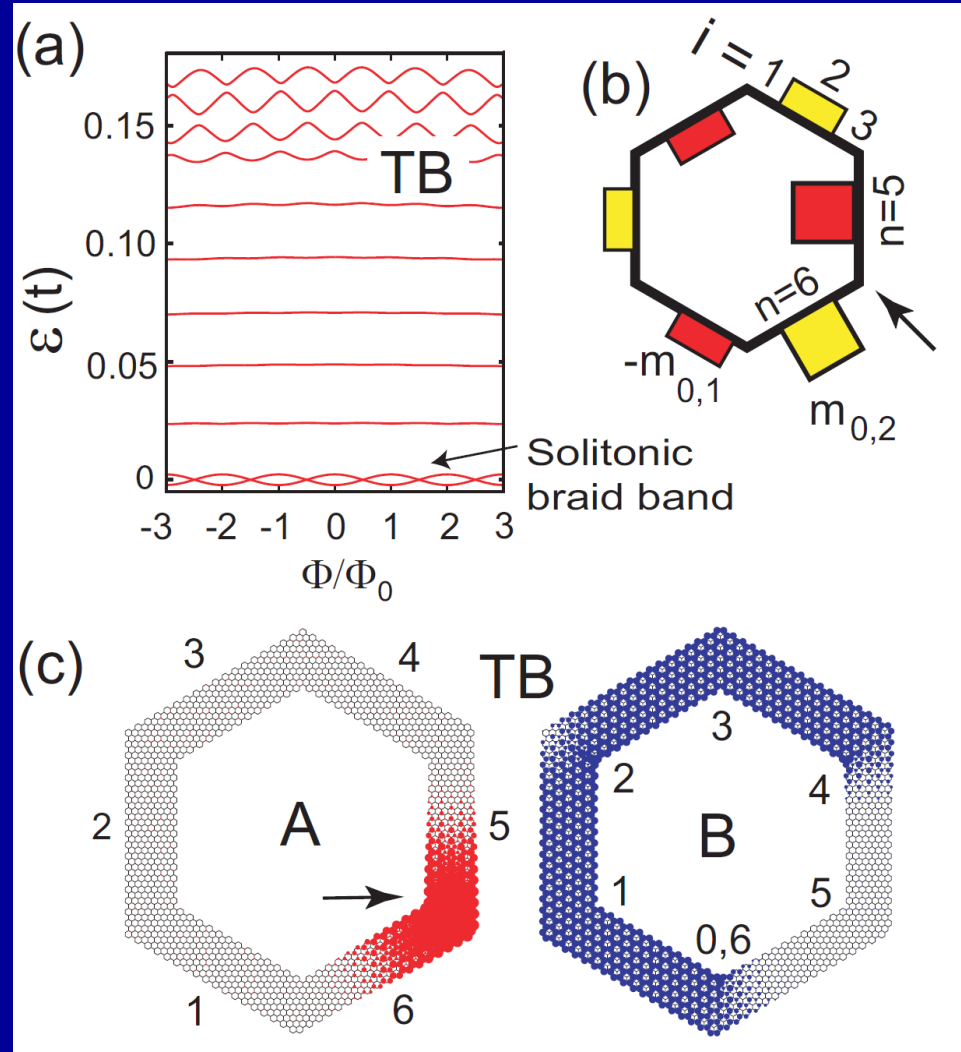 (a)
0.15
0.10
0.05
0
ε (t)
TB
-3 -2 -1 0 1 2 3
Φ/Φ0
Solitonic
braid band
(b)
i = 1 2 3
n=5
n=6
-m0,1
m0,2
(c)
3 4
2
A
5
1 6
TB
3
2 4
B
1 5
0,6